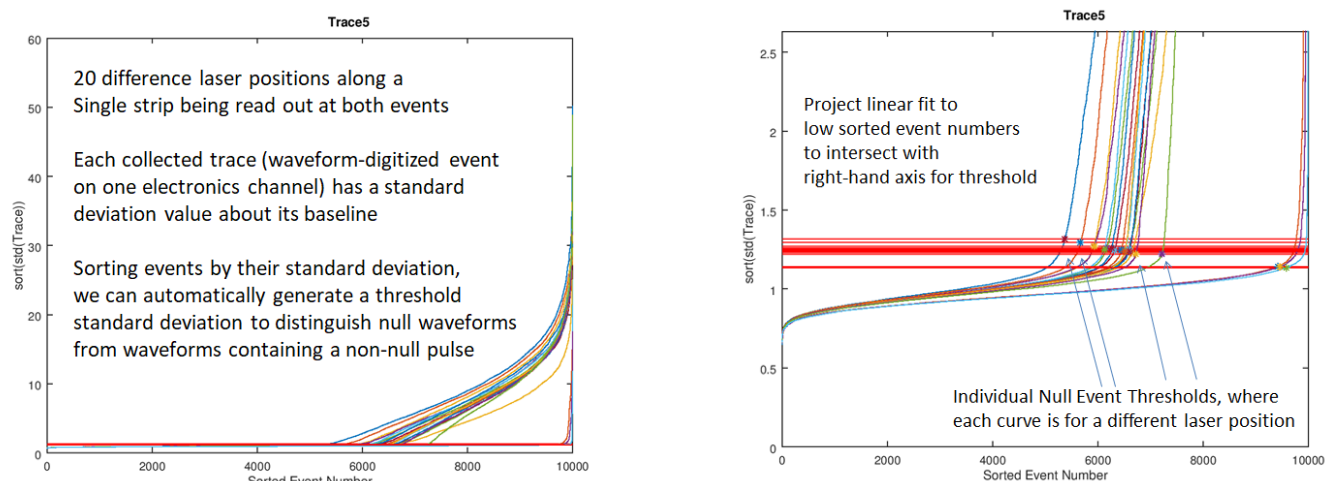 Trace5
60
50
40
30
20
10
0
sort(std(Trace))
20 difference laser positions along a
Single strip being read out at both events
Each collected trace (waveform-digitized event
on one electronics channel) has a standard
deviation value about its baseline
Sorting events by their standard deviation,
we can automatically generate a threshold
standard deviation to distinguish null waveforms
from waveforms containing a non-null pulse
0 2000 4000 6000 8000 10000
Sorted Event Number
Trace5
2.5
2
1.5
1
0.5
0
sort(std(Trace))
Project linear fit to
low sorted event numbers
to intersect with
right-hand axis for threshold
Individual Null Event Thresholds, where
each curve is for a different laser position
0 2000 4000 6000 8000 10000
Sorted Event Number